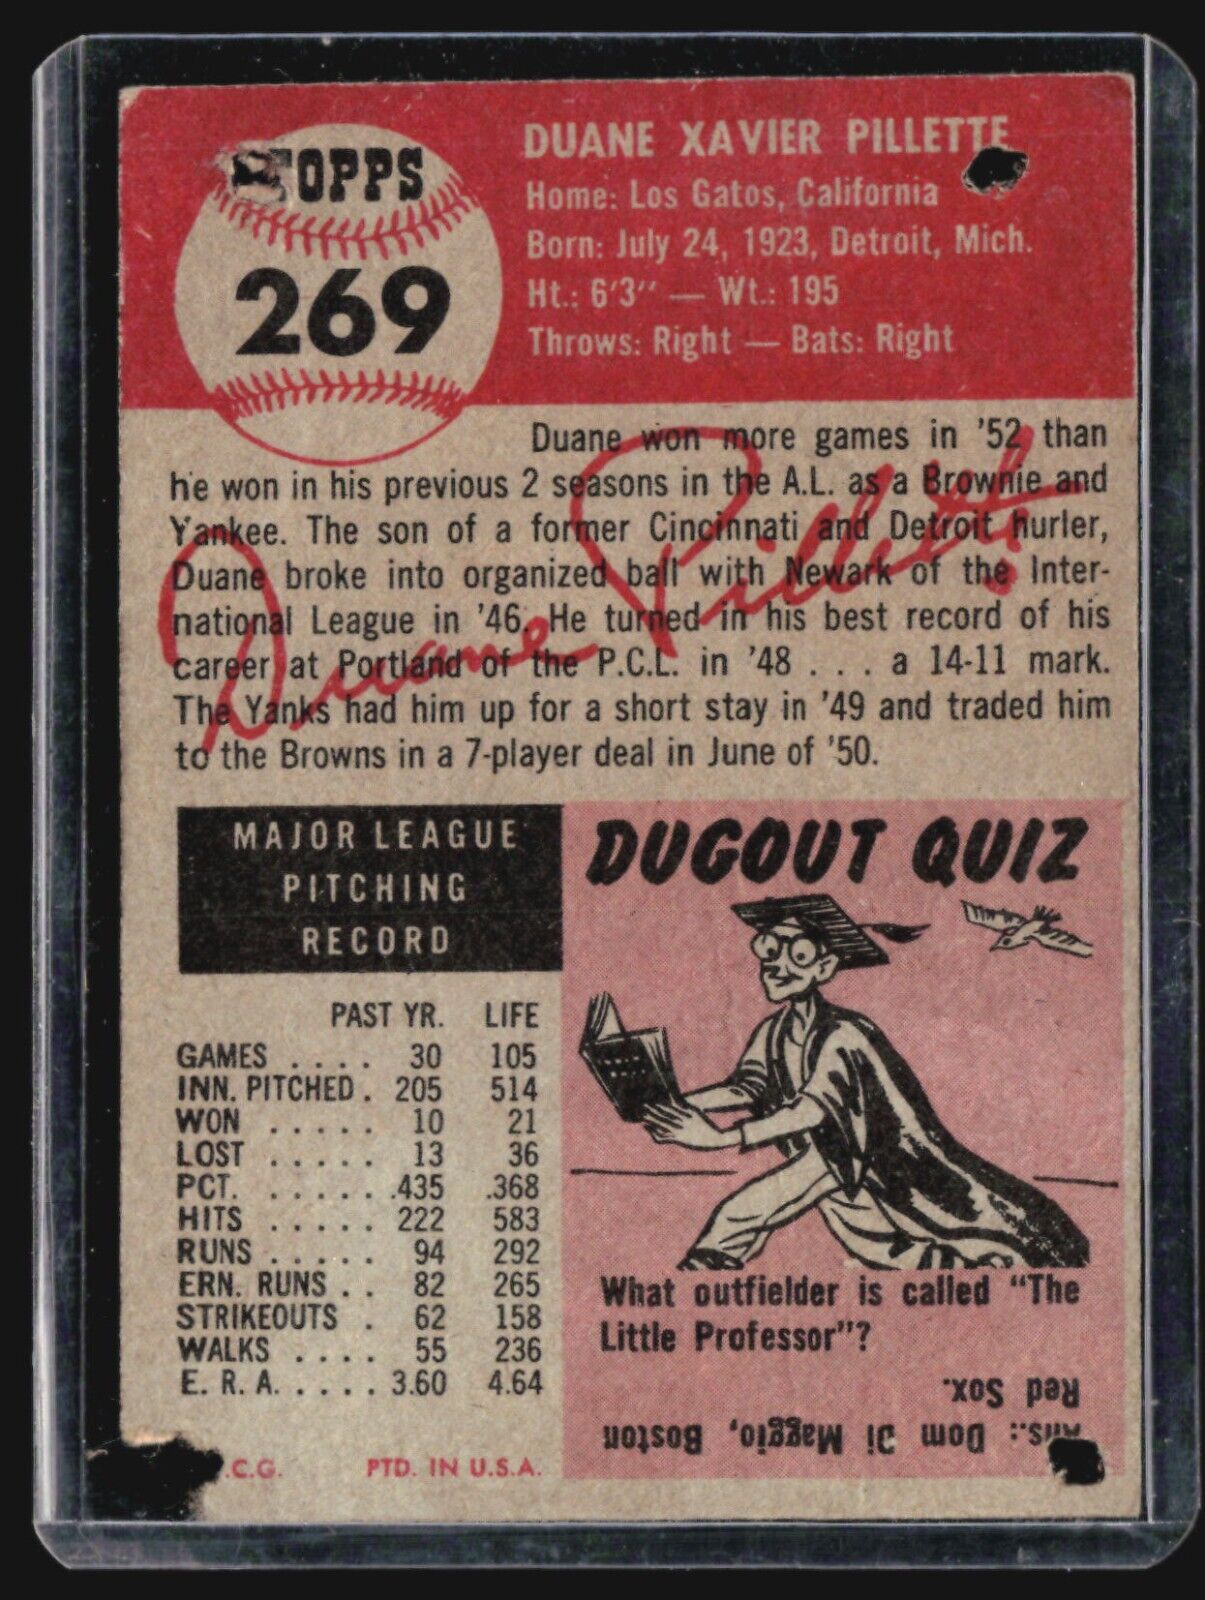 TOPPS
269
DUANE XAVIER PILLETTE
Home: Los Gatos, California
Born: July 24, 1923, Detroit, Mich.
Ht.: 6'3'' — Wt.: 195
Throws: Right — Bats: Right
Duane won more games in '52 than
he won in his previous 2 seasons in the A.L. as a Brownie and
Yankee. The son of a former Cincinnati and Detroit hurler,
Duane broke into organized ball with Newark of the Inter-
national League in '46. He turned in his best record of his
career at Portland of the P.C.L. in '48 . . . a 14-11 mark.
The Yanks had him up for a short stay in '49 and traded him
to the Browns in a 7-player deal in June of '50.
Duane Pillette
MAJOR LEAGUE
PITCHING
RECORD
PAST YR. LIFE
GAMES . . . . 30 105
INN. PITCHED . 205 514
WON . . . . . 10 21
LOST . . . . . 13 36
PCT. . . . . . .435 .368
HITS . . . . . 222 583
RUNS . . . . . 94 292
ERN. RUNS . . 82 265
STRIKEOUTS . 62 158
WALKS . . . . 55 236
E. R. A. . . . . 3.60 4.64
.C.G. PTD. IN U.S.A.
DUGOUT QUIZ
What outfielder is called "The
Little Professor"?
Ans.: Dom Di Maggio, Boston
Red Sox.